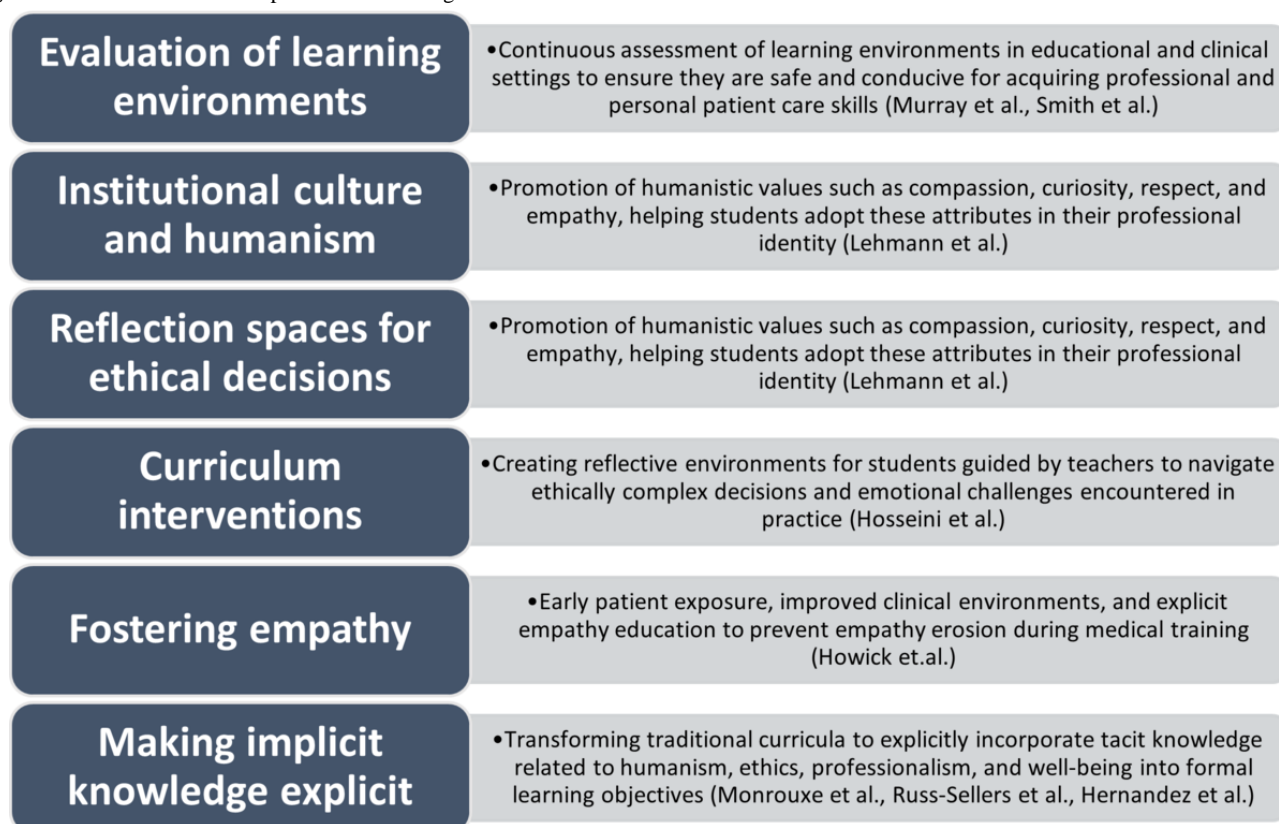 Evaluation of learning
environments
•Continuous assessment of learning environments in educational and clinical
settings to ensure they are safe and conducive for acquiring professional and
personal patient care skills (Murray et al., Smith et al.)
Institutional culture
and humanism
•Promotion of humanistic values such as compassion, curiosity, respect, and
empathy, helping students adopt these attributes in their professional
identity (Lehmann et al.)
Reflection spaces for
ethical decisions
•Promotion of humanistic values such as compassion, curiosity, respect, and
empathy, helping students adopt these attributes in their professional
identity (Lehmann et al.)
Curriculum
interventions
•Creating reflective environments for students guided by teachers to navigate
ethically complex decisions and emotional challenges encountered in
practice (Hosseini et al.)
Fostering empathy
•Early patient exposure, improved clinical environments, and explicit
empathy education to prevent empathy erosion during medical training
(Howick et.al.)
Making implicit
knowledge explicit
•Transforming traditional curricula to explicitly incorporate tacit knowledge
related to humanism, ethics, professionalism, and well-being into formal
learning objectives (Monrouxe et al., Russ-Sellers et al., Hernandez et al.)